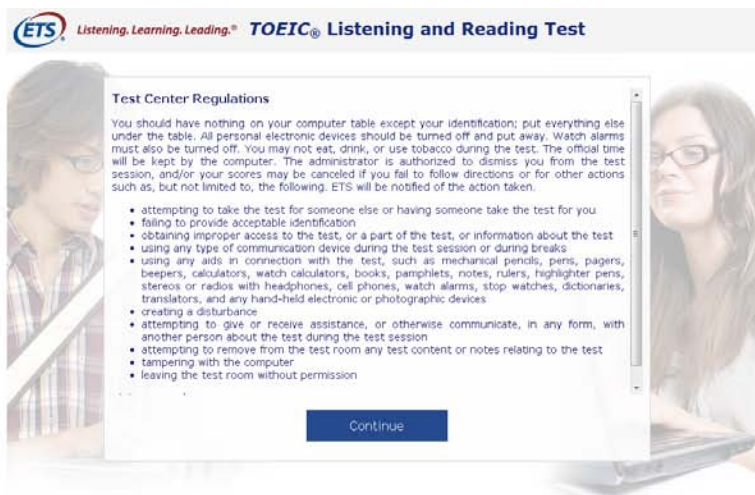 ETS® Listening. Learning. Leading.® TOEIC® Listening and Reading Test
Test Center Regulations
You should have nothing on your computer table except your identification; put everything else
under the table. All personal electronic devices should be turned off and put away. Watch alarms
must also be turned off. You may not eat, drink, or use tobacco during the test. The official time
will be kept by the computer. The administrator is authorized to dismiss you from the test
session, and/or your scores may be canceled if you fail to follow directions or for other actions
such as, but not limited to, the following. ETS will be notified of the action taken.
• attempting to take the test for someone else or having someone take the test for you
• failing to provide acceptable identification
• obtaining improper access to the test, or a part of the test, or information about the test
• using any type of communication device during the test session or during breaks
• using any aids in connection with the test, such as mechanical pencils, pens, pagers,
beepers, calculators, watch calculators, books, pamphlets, notes, rulers, highlighter pens,
stereos or radios with headphones, cell phones, watch alarms, stop watches, dictionaries,
translators, and any hand-held electronic or photographic devices
• creating a disturbance
• attempting to give or receive assistance, or otherwise communicate, in any form, with
another person about the test during the test session
• attempting to remove from the test room any test content or notes relating to the test
• tampering with the computer
• leaving the test room without permission
Continue